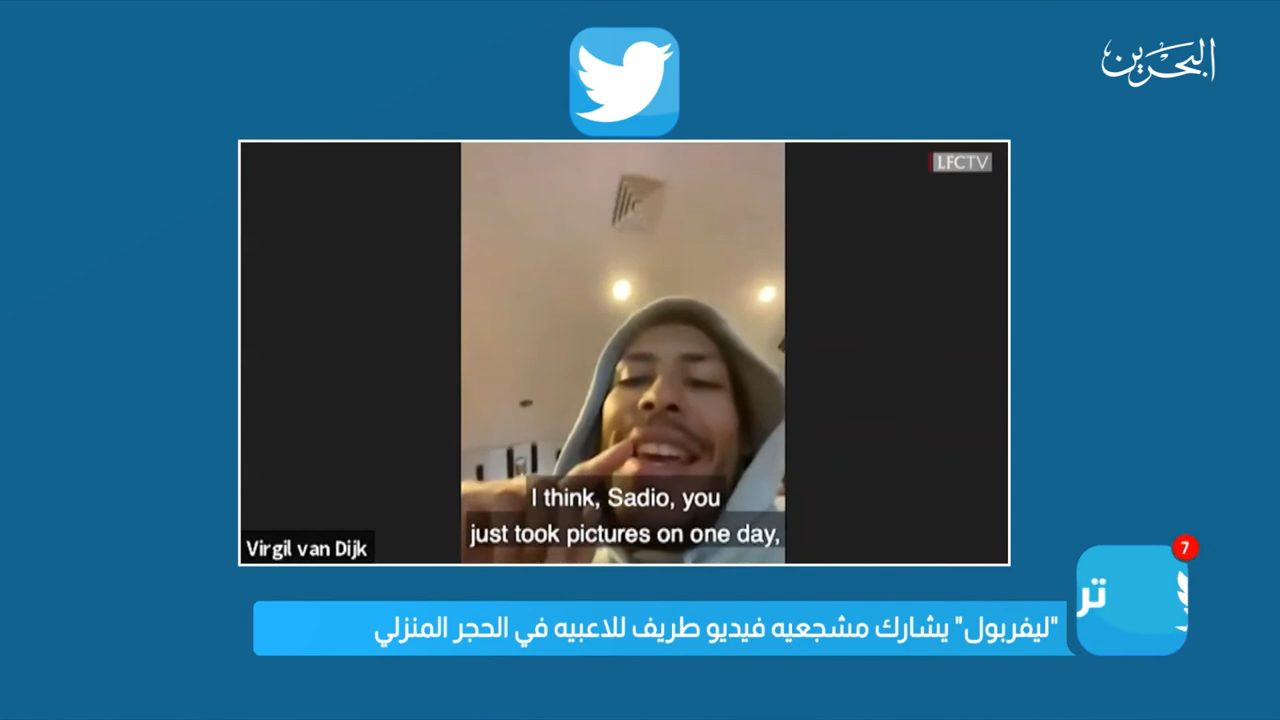 البحرين
LFCTV
I think, Sadio, you
just took pictures on one day,
Virgil van Dijk
7
تر
"ليفربول" يشارك مشجعيه فيديو طريف للاعبيه في الحجر المنزلي